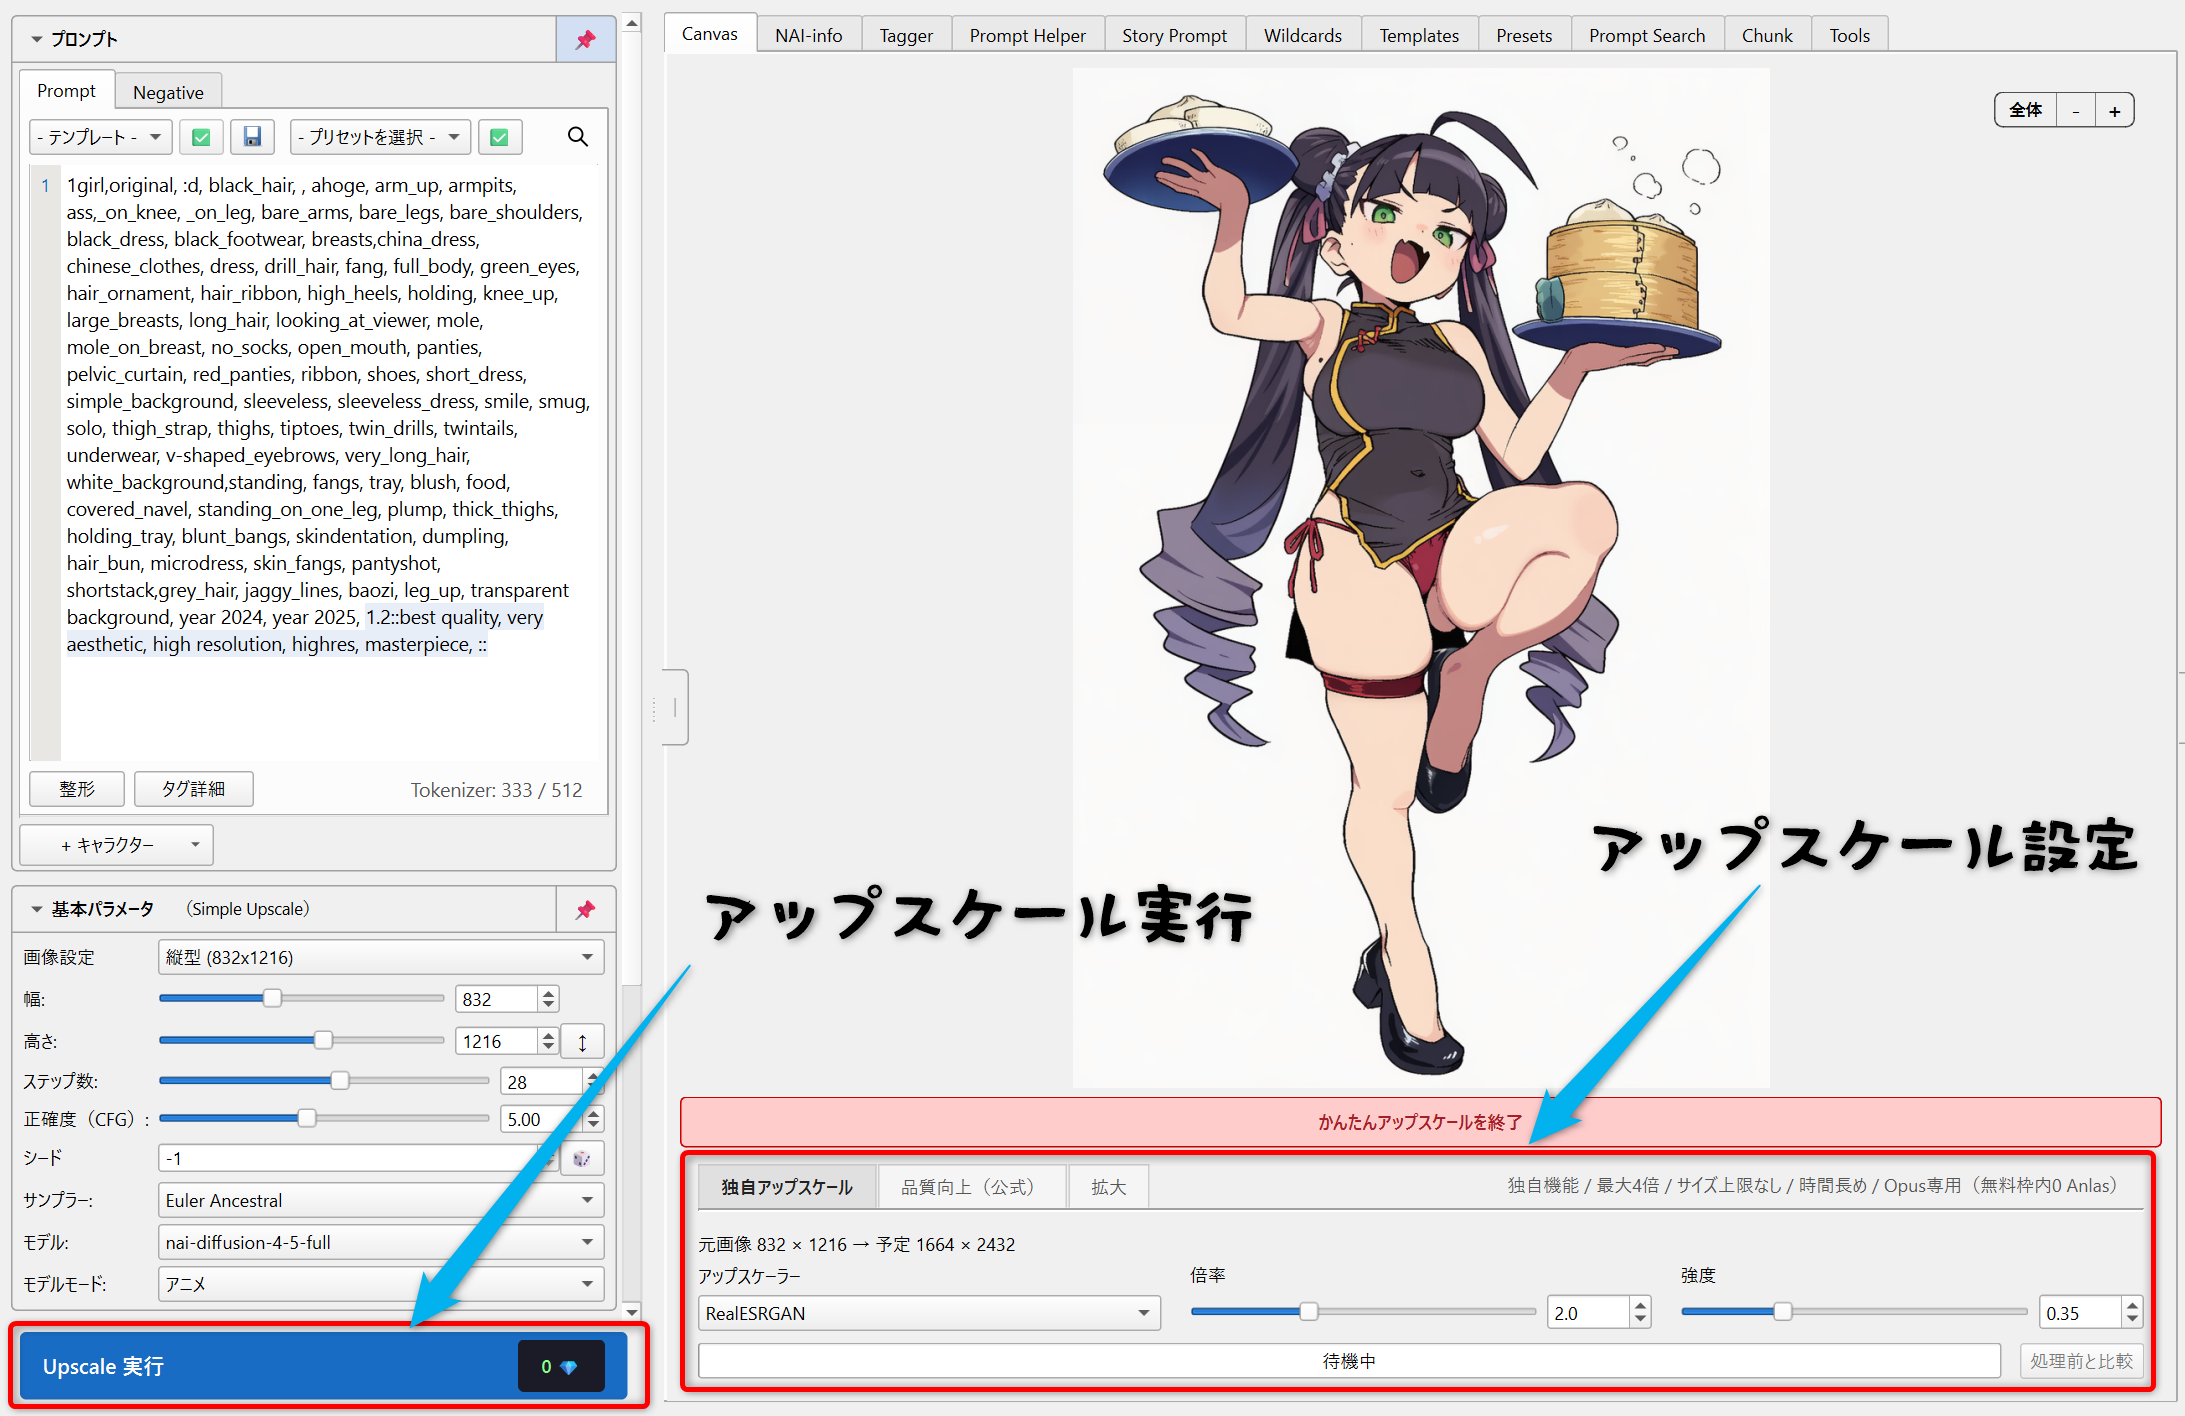 プロンプト
Prompt
Negative
- テンプレート -
- プリセットを選択 -
1
1girl,original, :d, black_hair, , ahoge, arm_up, armpits,
ass,_on_knee, _on_leg, bare_arms, bare_legs, bare_shoulders,
black_dress, black_footwear, breasts,china_dress,
chinese_clothes, dress, drill_hair, fang, full_body, green_eyes,
hair_ornament, hair_ribbon, high_heels, holding, knee_up,
large_breasts, long_hair, looking_at_viewer, mole,
mole_on_breast, no_socks, open_mouth, panties,
pelvic_curtain, red_panties, ribbon, shoes, short_dress,
simple_background, sleeveless, sleeveless_dress, smile, smug,
solo, thigh_strap, thighs, tiptoes, twin_drills, twintails,
underwear, v-shaped_eyebrows, very_long_hair,
white_background,standing, fangs, tray, blush, food,
covered_navel, standing_on_one_leg, plump, thick_thighs,
holding_tray, blunt_bangs, skindentation, dumpling,
hair_bun, microdress, skin_fangs, pantyshot,
shortstack,grey_hair, jaggy_lines, baozi, leg_up, transparent
background, year 2024, year 2025, 1.2::best quality, very
aesthetic, high resolution, highres, masterpiece, ::
整形
タグ詳細
Tokenizer: 333 / 512
+ キャラクター
基本パラメータ （Simple Upscale）
画像設定 縦型 (832x1216)
幅: 832
高さ: 1216 ↕
ステップ数: 28
正確度（CFG）: 5.00
シード -1
サンプラー: Euler Ancestral
モデル: nai-diffusion-4-5-full
モデルモード: アニメ
Upscale 実行 0
Canvas
NAI-info
Tagger
Prompt Helper
Story Prompt
Wildcards
Templates
Presets
Prompt Search
Chunk
Tools
全体 - +
アップスケール実行
アップスケール設定
かんたんアップスケールを終了
独自アップスケール
品質向上（公式）
拡大
独自機能 / 最大4倍 / サイズ上限なし / 時間長め / Opus専用（無料枠内0 Anlas）
元画像 832 × 1216 → 予定 1664 × 2432
アップスケーラー
倍率
強度
RealESRGAN
2.0
0.35
待機中
処理前と比較